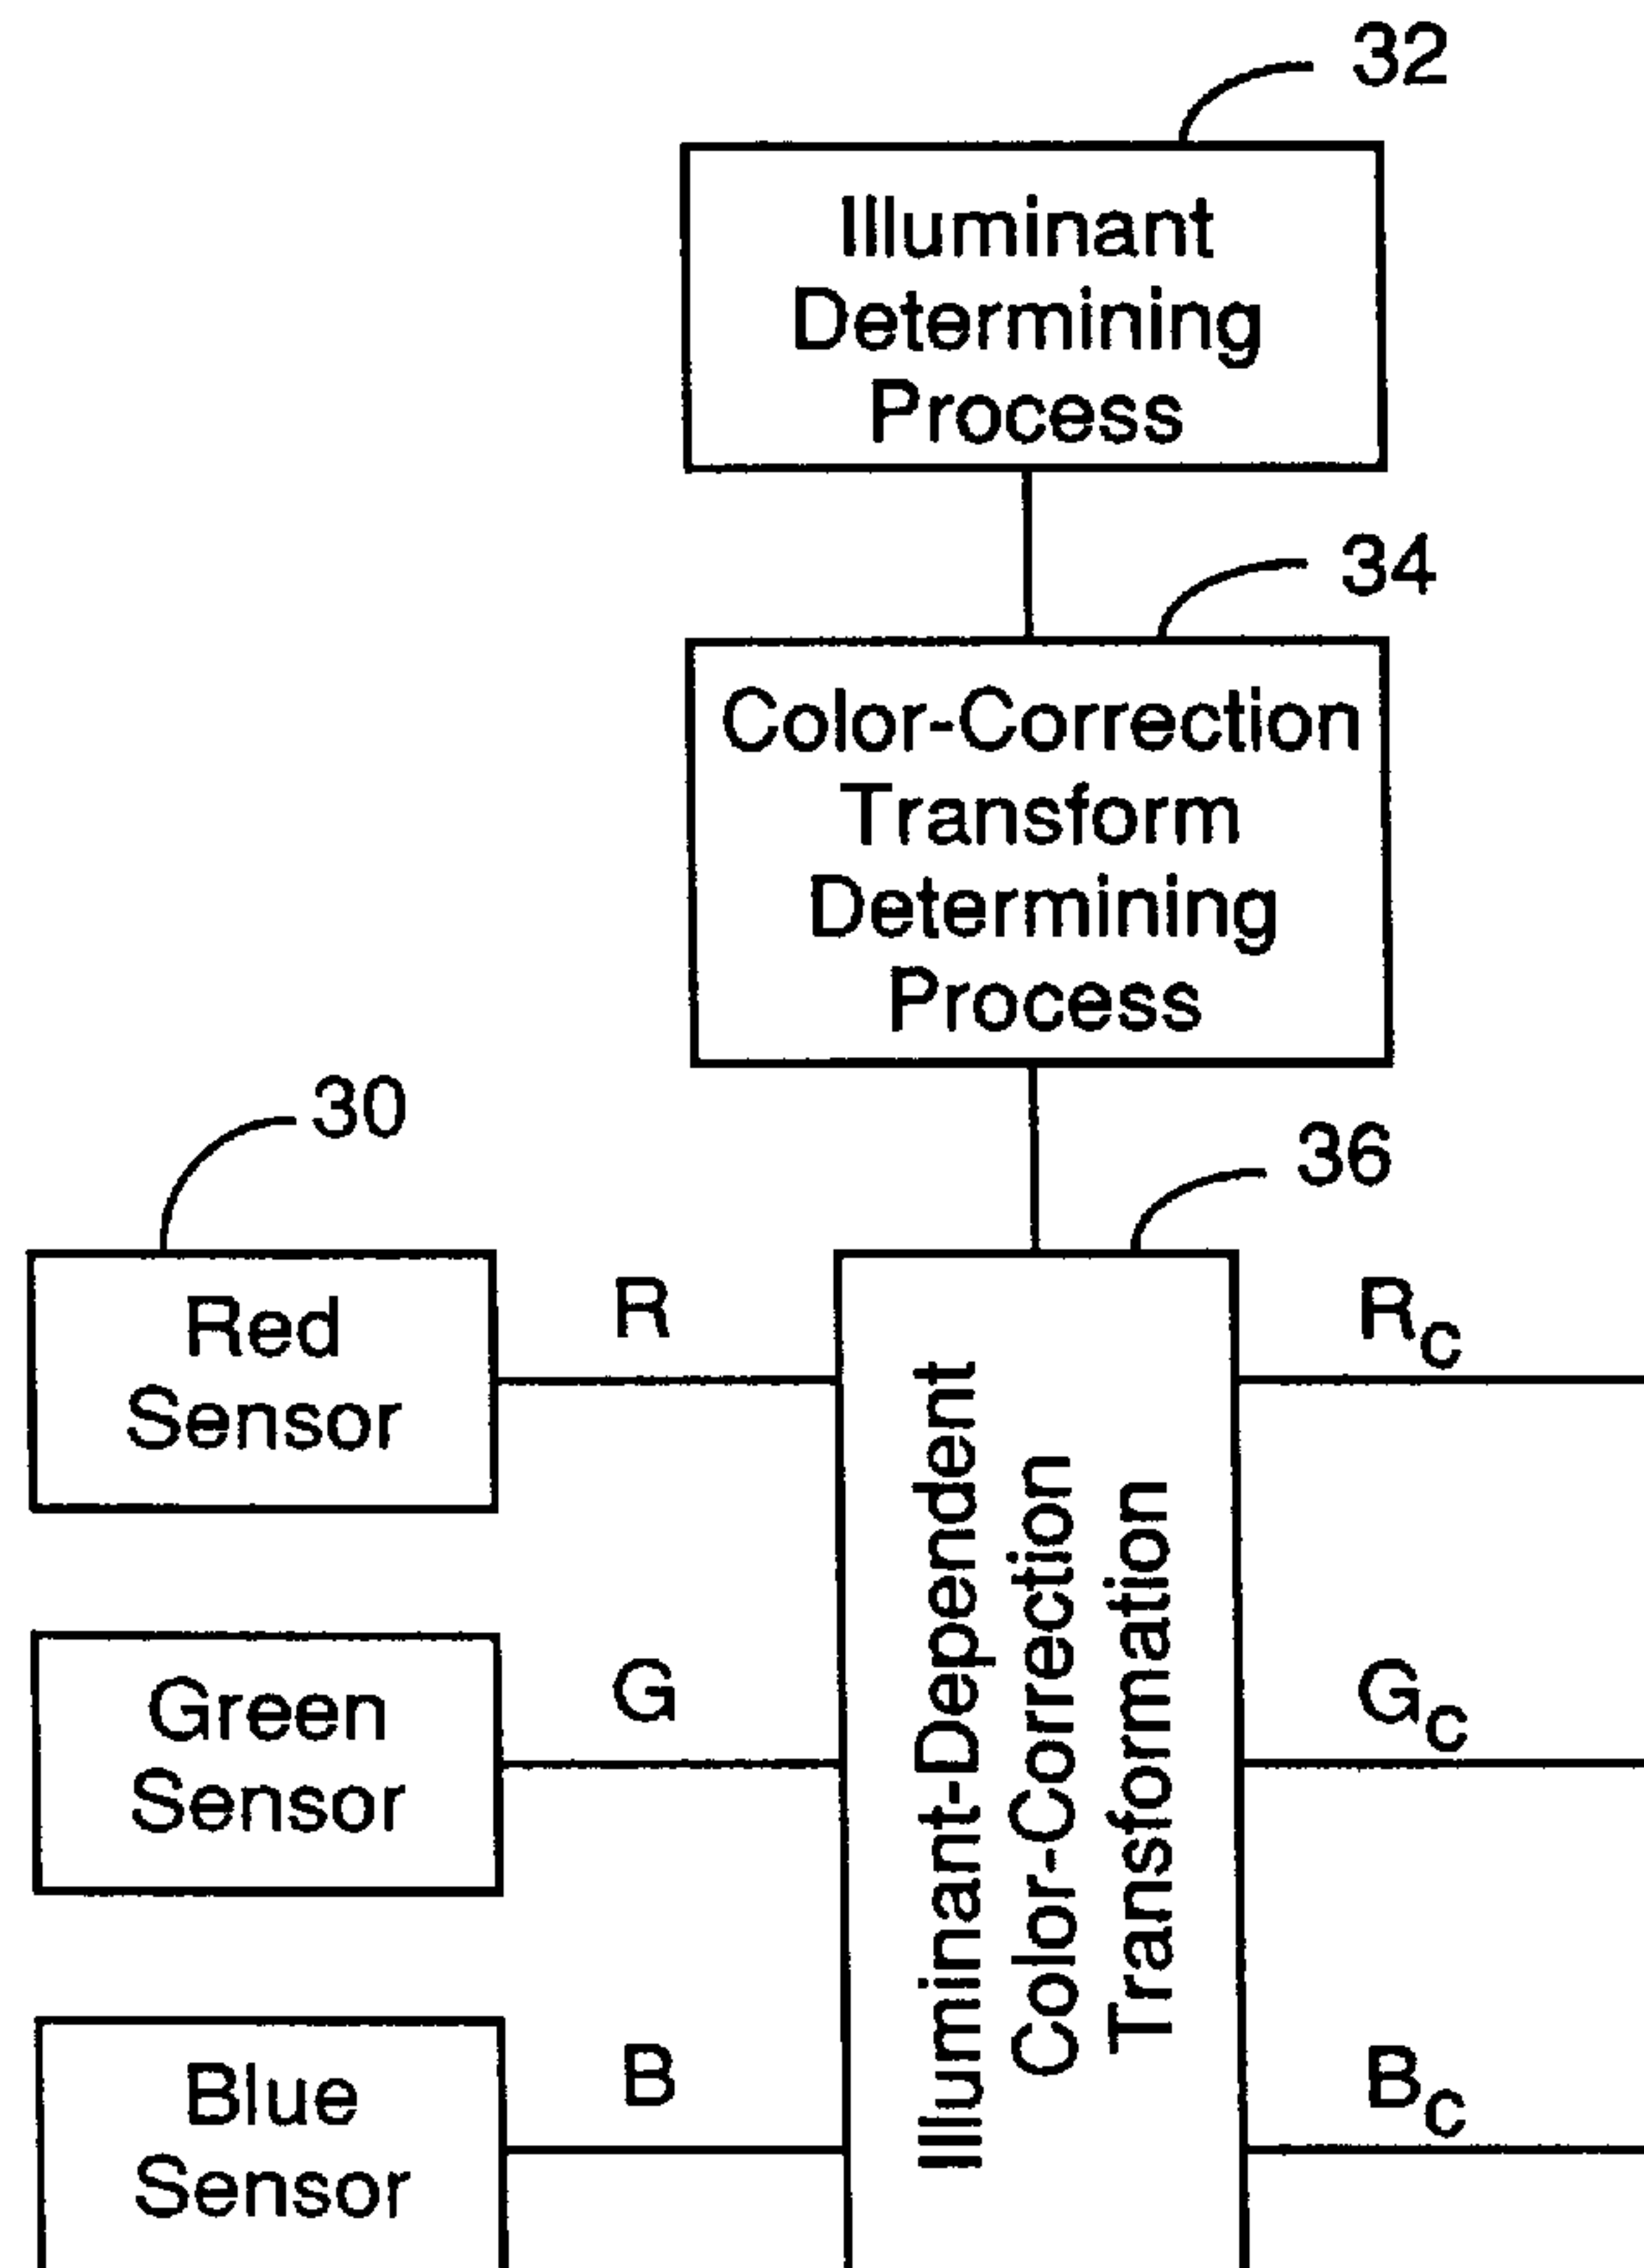 32
Illuminant
Determining
Process
34
Color-Correction
Transform
Determining
Process
30
36
Red
Sensor
R
Illuminant-Dependent
Color-Correction
Transformation
RC
Green
Sensor
G
GC
Blue
Sensor
B
BC